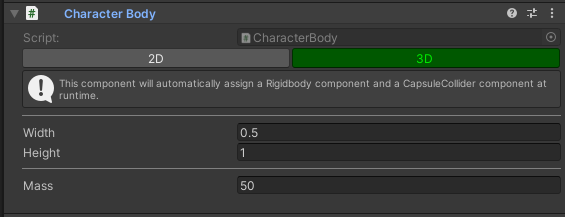 Character Body
Script: CharacterBody
2D 3D
This component will automatically assign a Rigidbody component and a CapsuleCollider component at
runtime.
Width 0.5
Height 1
Mass 50